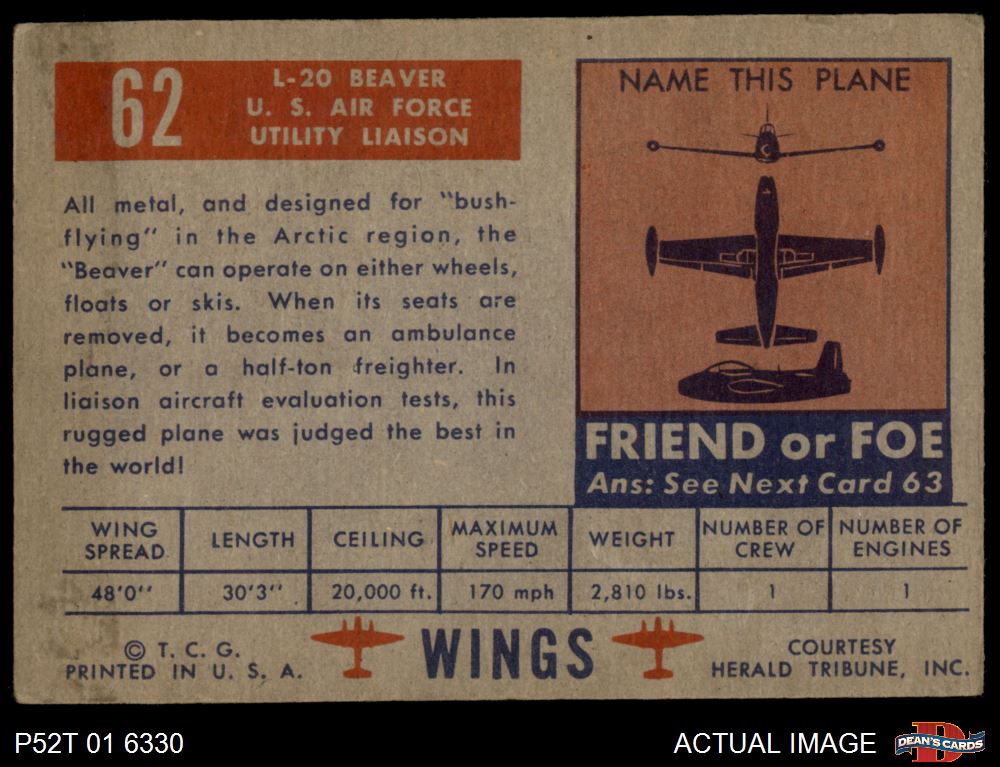 62
L-20 BEAVER
U. S. AIR FORCE
UTILITY LIAISON
All metal, and designed for "bush-
flying" in the Arctic region, the
"Beaver" can operate on either wheels,
floats or skis. When its seats are
removed, it becomes an ambulance
plane, or a half-ton freighter. In
liaison aircraft evaluation tests, this
rugged plane was judged the best in
the world!
NAME THIS PLANE
FRIEND or FOE
Ans: See Next Card 63
WING SPREAD LENGTH CEILING MAXIMUM SPEED WEIGHT NUMBER OF CREW NUMBER OF ENGINES
48'0'' 30'3'' 20,000 ft. 170 mph 2,810 lbs. 1 1
© T. C. G.
PRINTED IN U. S. A.
WINGS
COURTESY
HERALD TRIBUNE, INC.
P52T 01 6330
ACTUAL IMAGE
D
DEAN'S CARDS